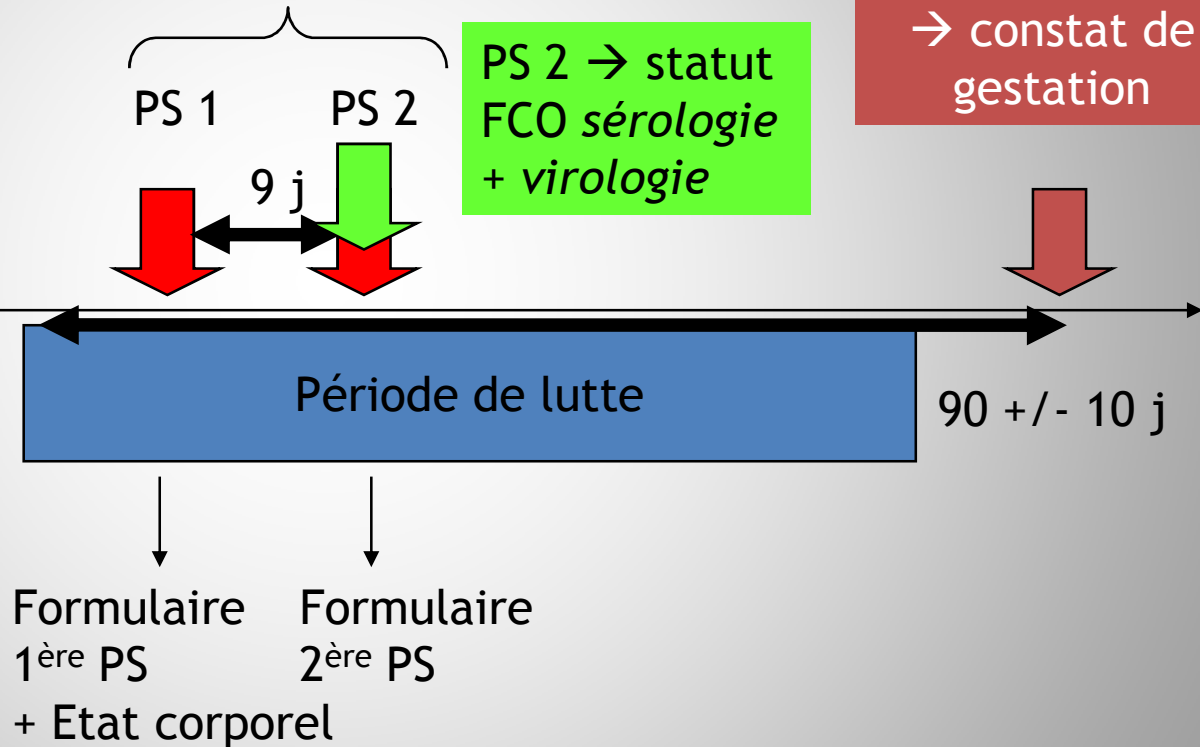 → constat de
gestation
PS 1
PS 2
9 j
PS 2 → statut
FCO sérologie
+ virologie
Période de lutte
90 +/- 10 j
Formulaire
1ère PS
+ Etat corporel
Formulaire
2ère PS